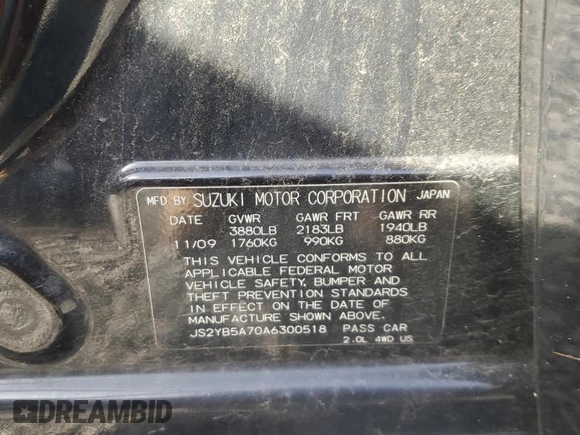 MFD BY SUZUKI MOTOR CORPORATION JAPAN
DATE GVWR GAWR FRT GAWR RR
3880LB 2183LB 1940LB
11/09 1760KG 990KG 880KG
THIS VEHICLE CONFORMS TO ALL
APPLICABLE FEDERAL MOTOR
VEHICLE SAFETY, BUMPER AND
THEFT PREVENTION STANDARDS
IN EFFECT ON THE DATE OF
MANUFACTURE SHOWN ABOVE.
JS2YB5A70A6300518 PASS CAR
2.0L 4WD US
DREAMBID